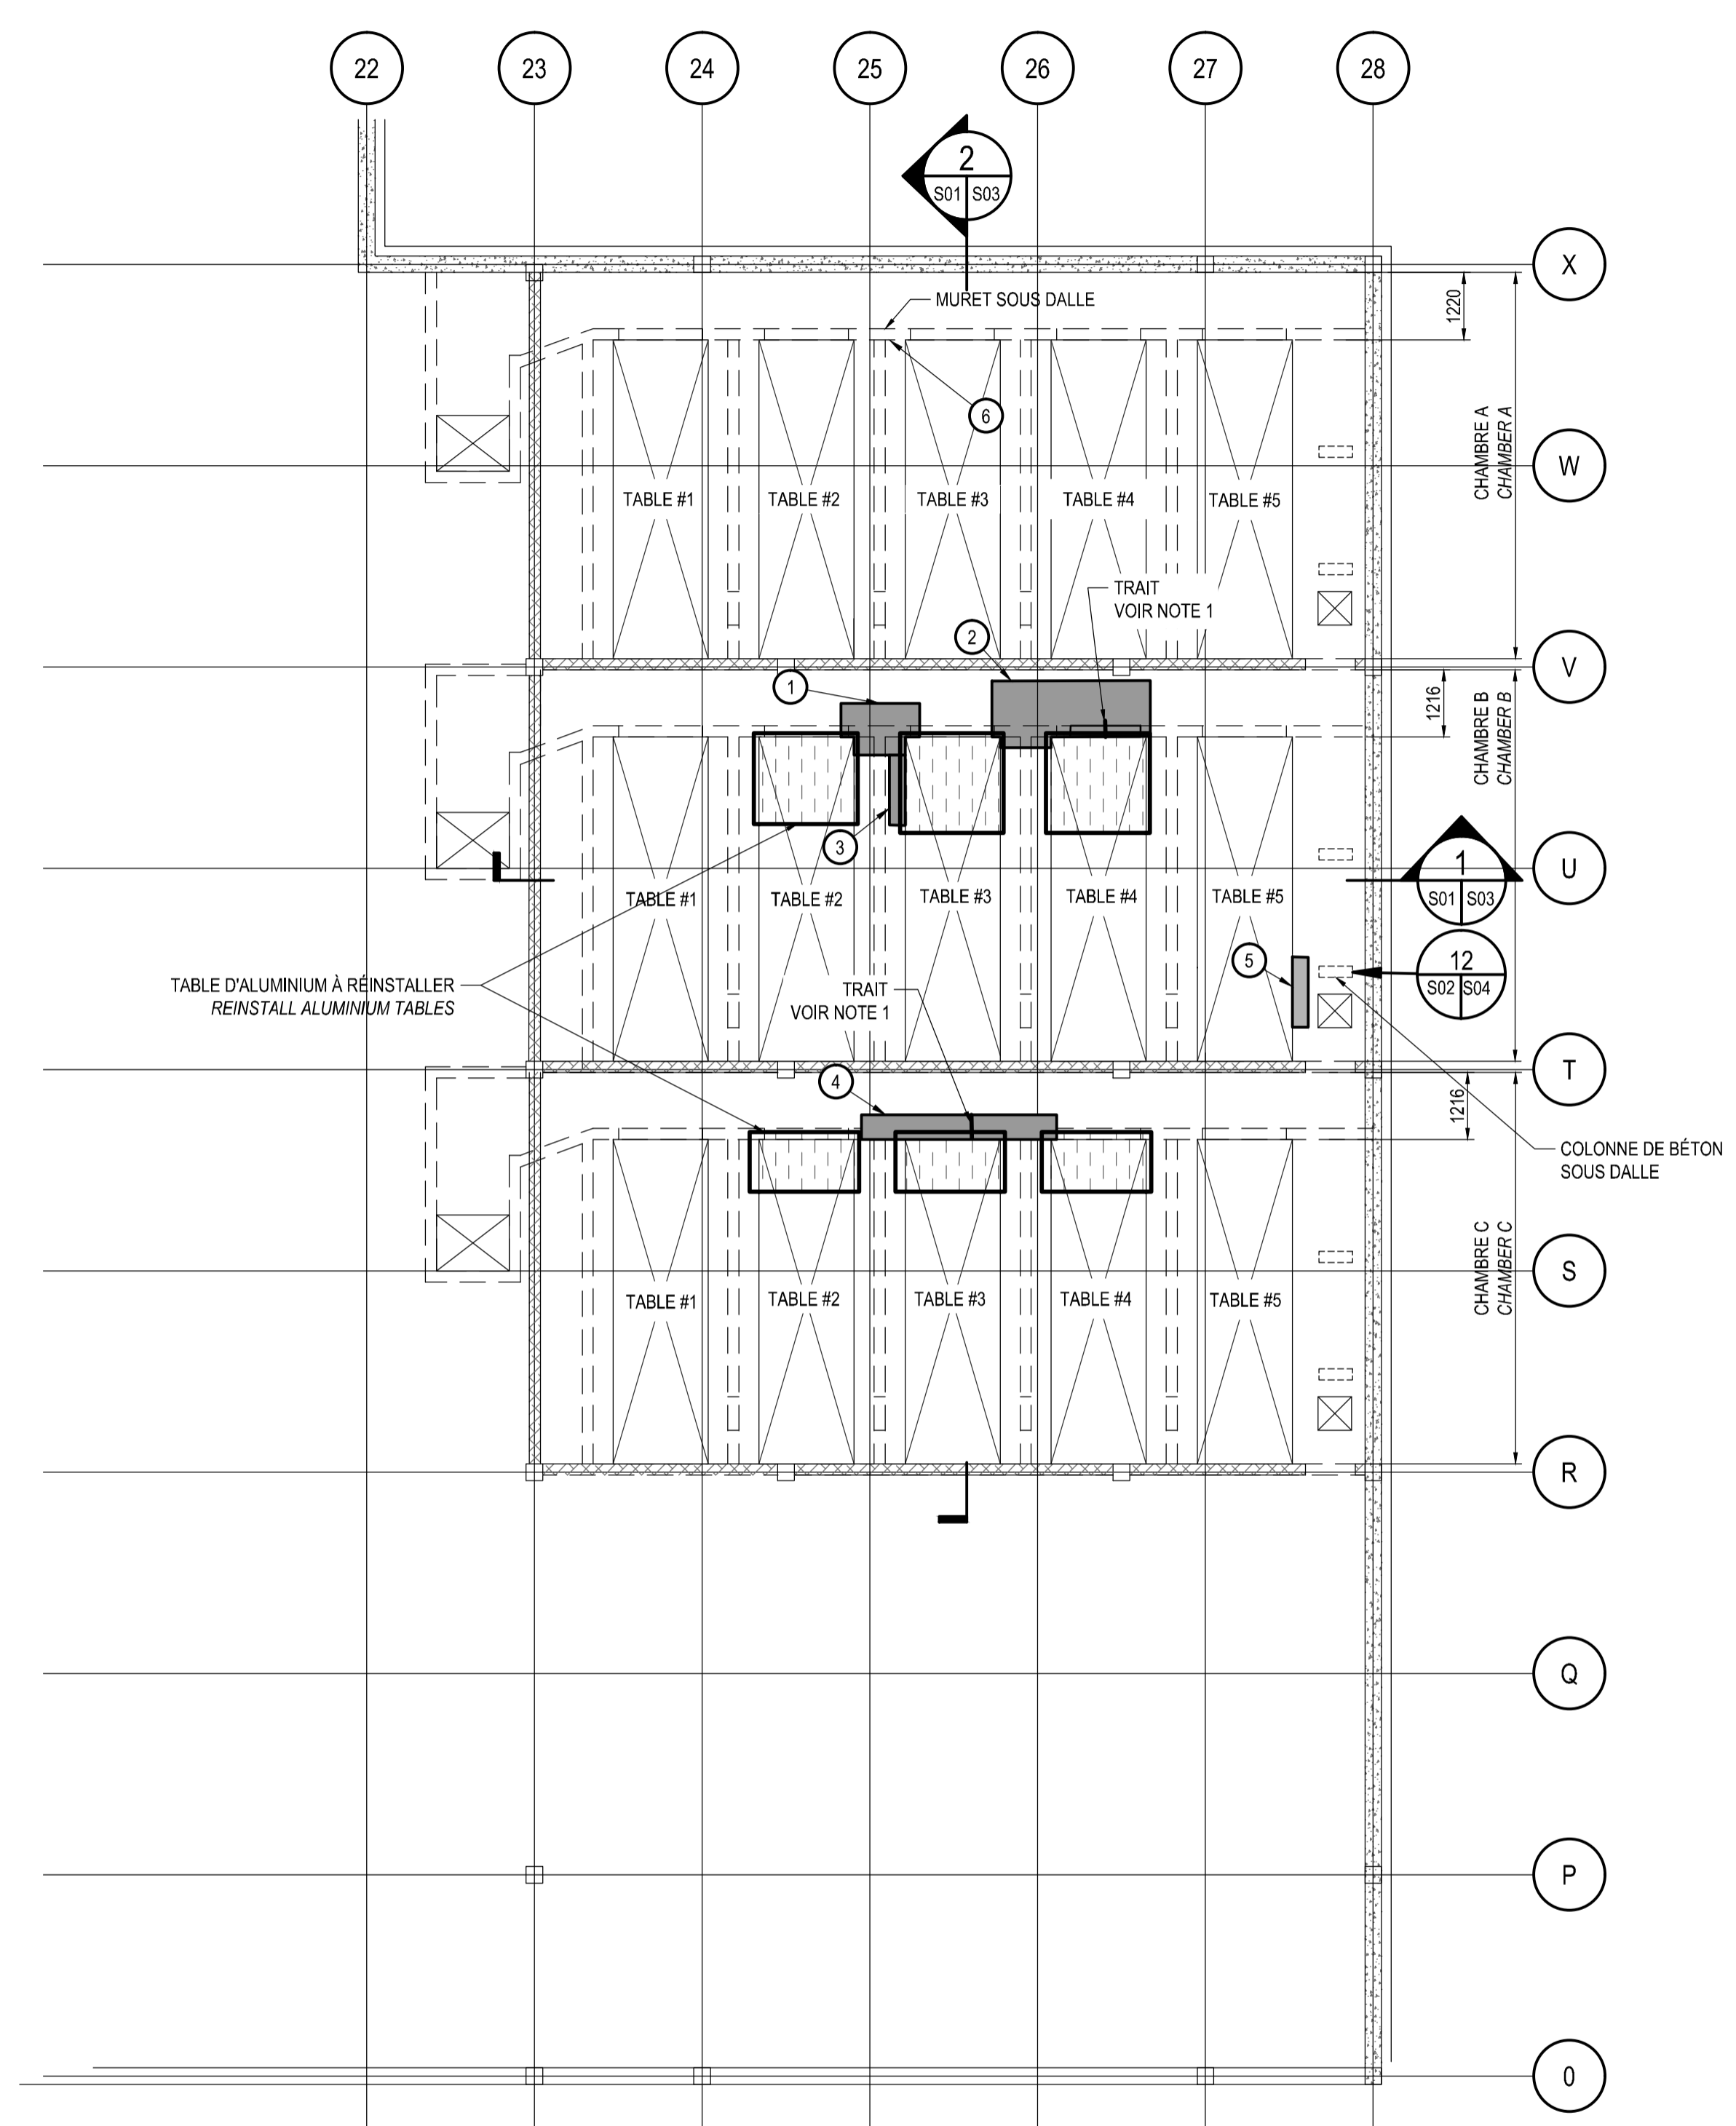 22
23
24
25
26
27
28
2
S01
S03
X
MURET SOUS DALLE
1220
6
CHAMBRE A
CHAMBER A
W
TABLE #1
TABLE #2
TABLE #3
TABLE #4
TABLE #5
TRAIT
VOIR NOTE 1
2
V
1
1216
CHAMBRE B
CHAMBER B
3
U
1
S01
S03
TABLE #1
TABLE #2
TABLE #3
TABLE #4
TABLE #5
5
12
S02
S04
TABLE D'ALUMINIUM À RÉINSTALLER
REINSTALL ALUMINIUM TABLES
TRAIT
VOIR NOTE 1
T
4
1216
COLONNE DE BÉTON
SOUS DALLE
CHAMBRE C
CHAMBER C
S
TABLE #1
TABLE #2
TABLE #3
TABLE #4
TABLE #5
R
Q
P
0